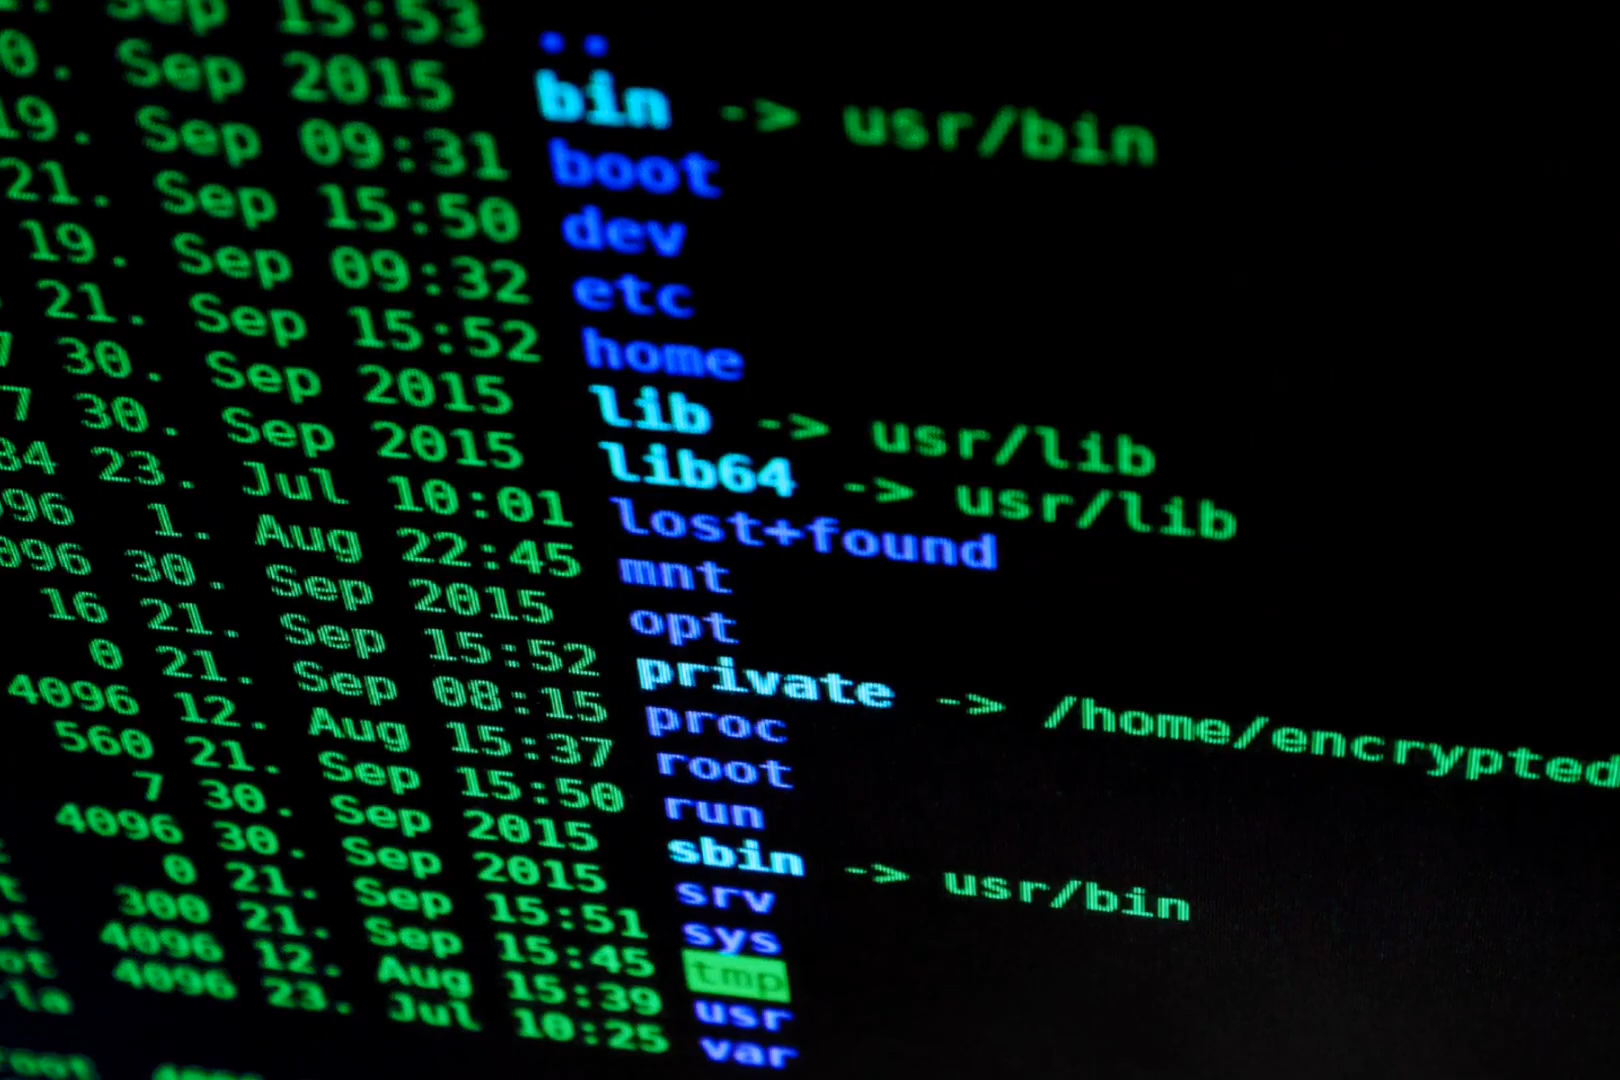 Sep 15:53 ..
0. Sep 2015 bin -> usr/bin
19. Sep 09:31 boot
21. Sep 15:50 dev
19. Sep 09:32 etc
21. Sep 15:52 home
7 30. Sep 2015 lib -> usr/lib
7 30. Sep 2015 lib64 -> usr/lib
84 23. Jul 10:01 lost+found
096 1. Aug 22:45 mnt
096 30. Sep 2015 opt
16 21. Sep 15:52 private -> /home/encrypted
0 21. Sep 08:15 proc
4096 12. Aug 15:37 root
560 21. Sep 15:50 run
7 30. Sep 2015 sbin -> usr/bin
4096 30. Sep 2015 srv
0 21. Sep 15:51 sys
300 21. Sep 15:45 tmp
4096 12. Aug 15:39 usr
4096 23. Jul 10:25 var